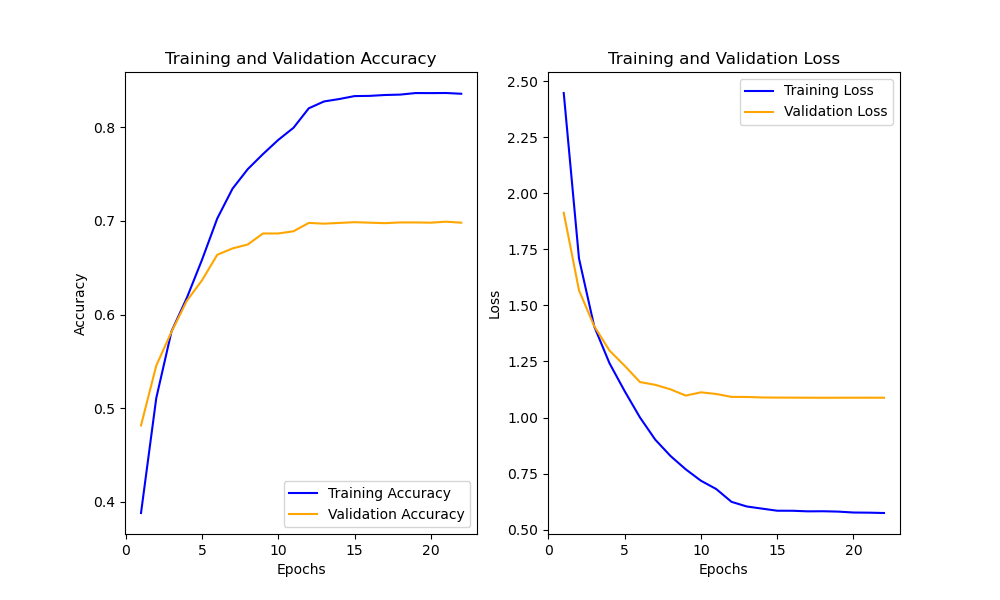 Training and Validation Accuracy
Accuracy
0.8
0.7
0.6
0.5
0.4
Training Accuracy
Validation Accuracy
0 5 10 15 20
Epochs
Training and Validation Loss
Loss
2.50
2.25
2.00
1.75
1.50
1.25
1.00
0.75
0.50
Training Loss
Validation Loss
0 5 10 15 20
Epochs